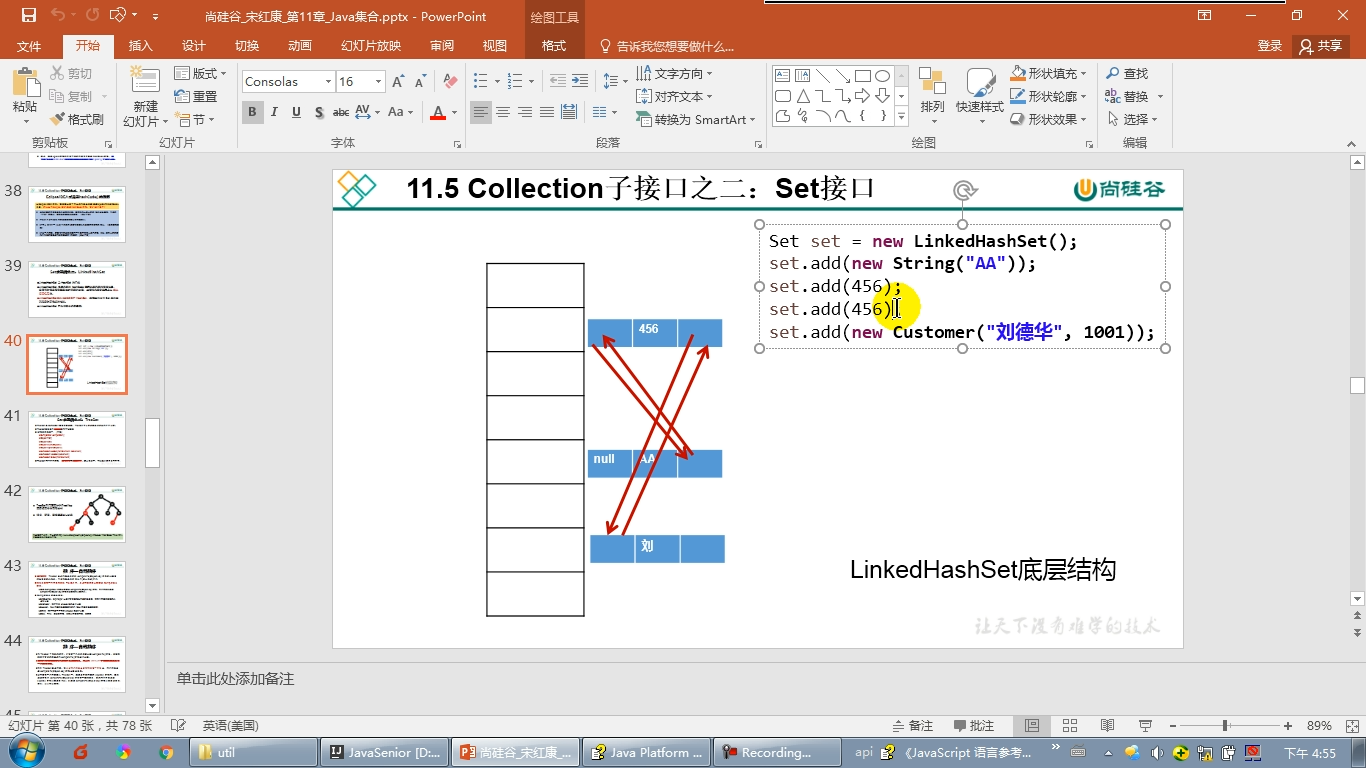 尚硅谷_宋红康_第11章_Java集合.pptx - PowerPoint
绘图工具
文件
开始
插入
设计
切换
动画
幻灯片放映
审阅
视图
格式
告诉我您想要做什么...
登录
共享
粘贴
剪切
复制
格式刷
剪贴板
新建
幻灯片
版式
重置
节
幻灯片
Consolas
16
B I U S abc AV Aa A
字体
文字方向
对齐文本
转换为 SmartArt
段落
排列
快速样式
形状填充
形状轮廓
形状效果
绘图
查找
替换
选择
编辑
38
39
40
41
42
43
44
11.5 Collection子接口之二：Set接口
尚硅谷
Set set = new LinkedHashSet();
set.add(new String("AA"));
set.add(456);
set.add(456)
set.add(new Customer("刘德华", 1001));
456
null AA
刘
LinkedHashSet底层结构
让天下没有难学的技术
单击此处添加备注
幻灯片 第 40 张，共 78 张
英语(美国)
备注
批注
89%
util
JavaSenior [D:...
尚硅谷_宋红康_...
Java Platform ...
Recording...
api
《JavaScript 语言参考...
下午 4:55